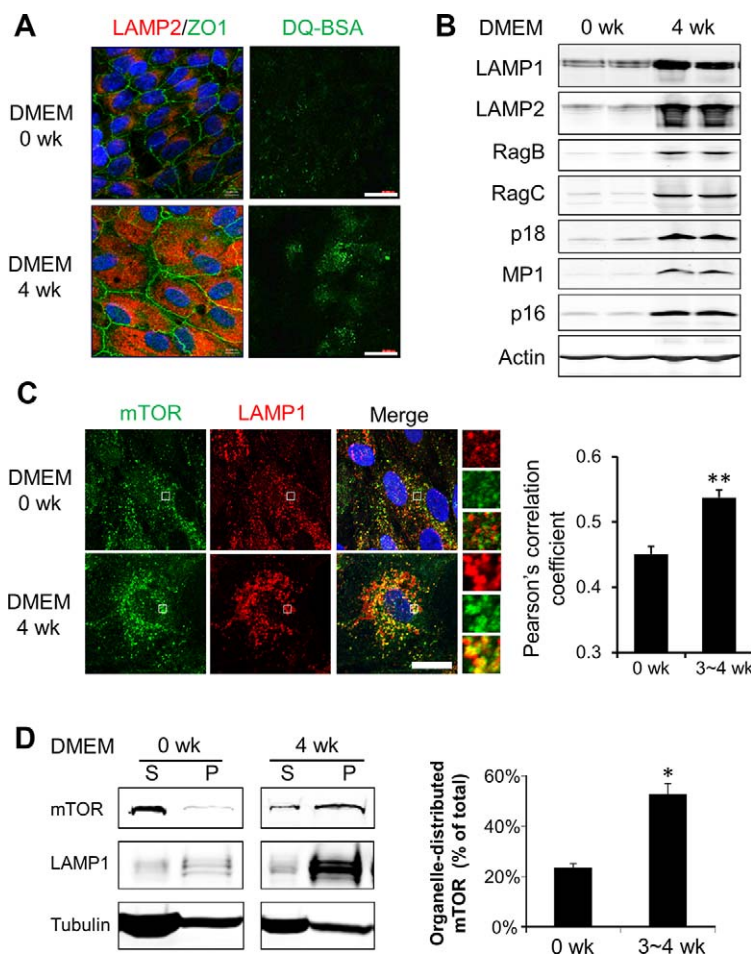 A
LAMP2/ZO1
DQ-BSA
DMEM
0 wk
DMEM
4 wk
B
DMEM 0 wk 4 wk
LAMP1
LAMP2
RagB
RagC
p18
MP1
p16
Actin
C
mTOR
LAMP1
Merge
DMEM
0 wk
DMEM
4 wk
Pearson's correlation
coefficient
0.6
0.5
0.4
0.3
**
0 wk
3~4 wk
D
DMEM 0 wk 4 wk
S P S P
mTOR
LAMP1
Tubulin
Organelle-distributed
mTOR (% of total)
60%
40%
20%
0%
*
0 wk
3~4 wk